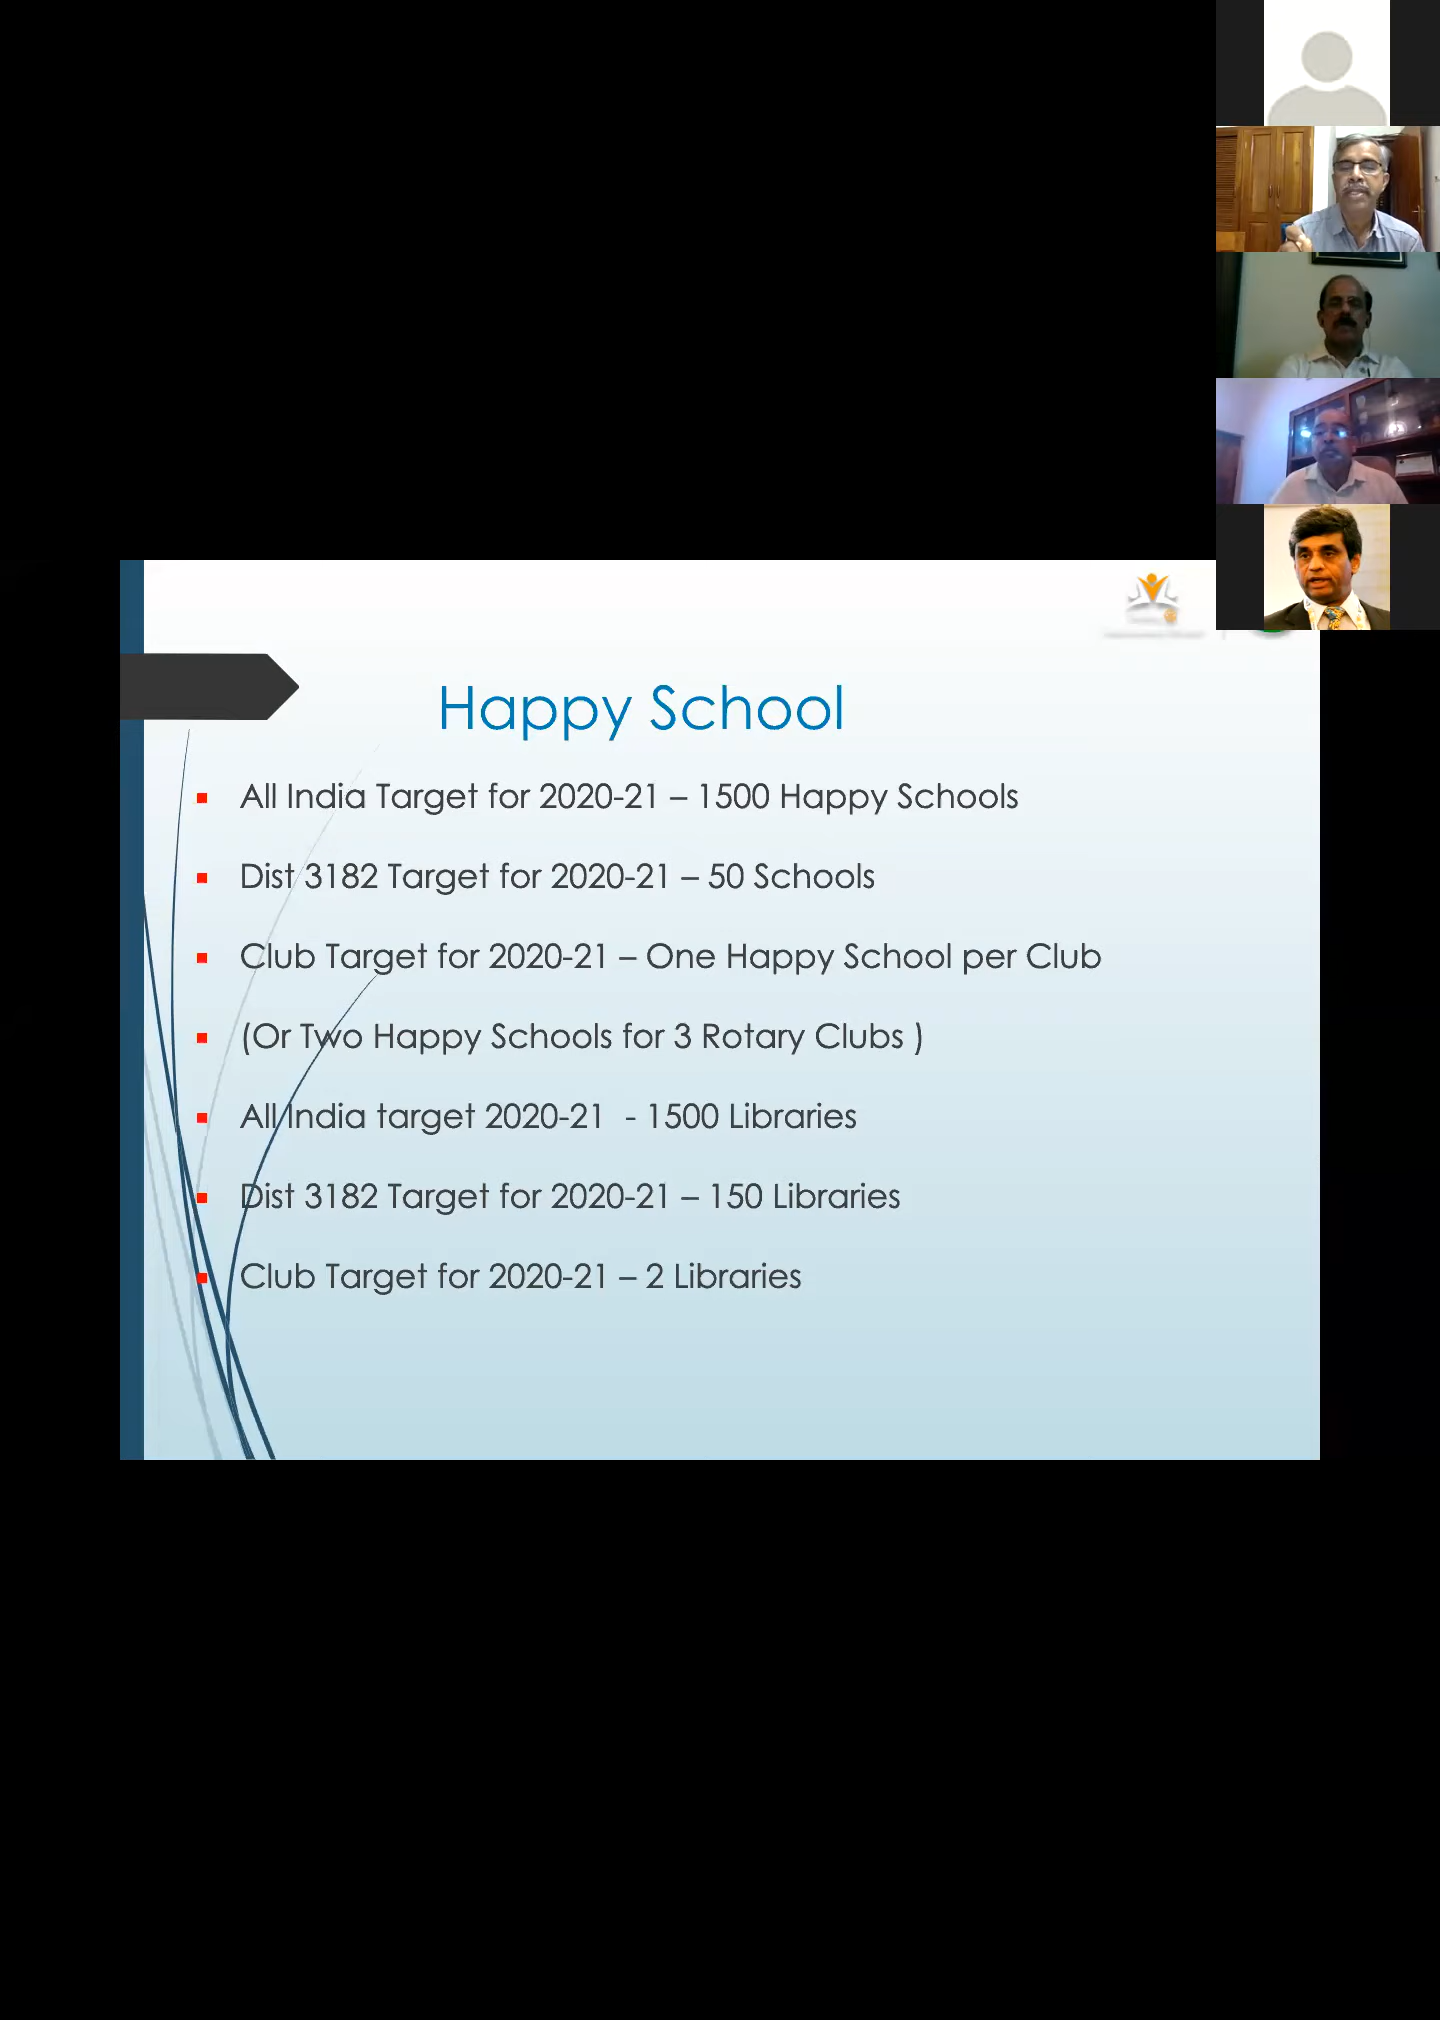 Happy School
All India Target for 2020-21 – 1500 Happy Schools
Dist 3182 Target for 2020-21 – 50 Schools
Club Target for 2020-21 – One Happy School per Club
(Or Two Happy Schools for 3 Rotary Clubs )
All India target 2020-21  - 1500 Libraries
Dist 3182 Target for 2020-21 – 150 Libraries
Club Target for 2020-21 – 2 Libraries